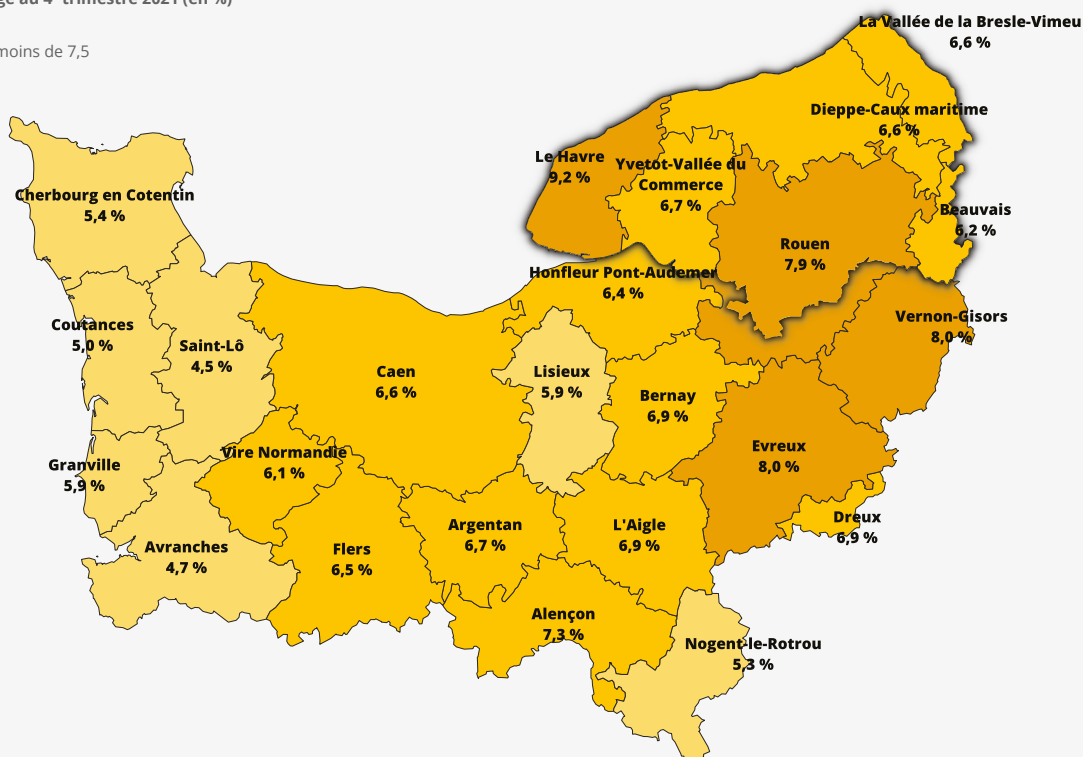 au 4ᵉ trimestre 2021 (en %)
moins de 7,5
La Vallée de la Bresle-Vimeu
6,6 %
Dieppe-Caux maritime
6,6 %
Le Havre
9,2 %
Yvetot-Vallée du
Commerce
6,7 %
Cherbourg en Cotentin
5,4 %
Beauvais
6,2 %
Rouen
7,9 %
Honfleur Pont-Audemer
6,4 %
Vernon-Gisors
8,0 %
Coutances
5,0 %
Saint-Lô
4,5 %
Caen
6,6 %
Lisieux
5,9 %
Bernay
6,9 %
Vire Normandie
6,1 %
Evreux
8,0 %
Granville
5,9 %
Dreux
6,9 %
Argentan
6,7 %
L'Aigle
6,9 %
Avranches
4,7 %
Flers
6,5 %
Alençon
7,3 %
Nogent-le-Rotrou
5,3 %